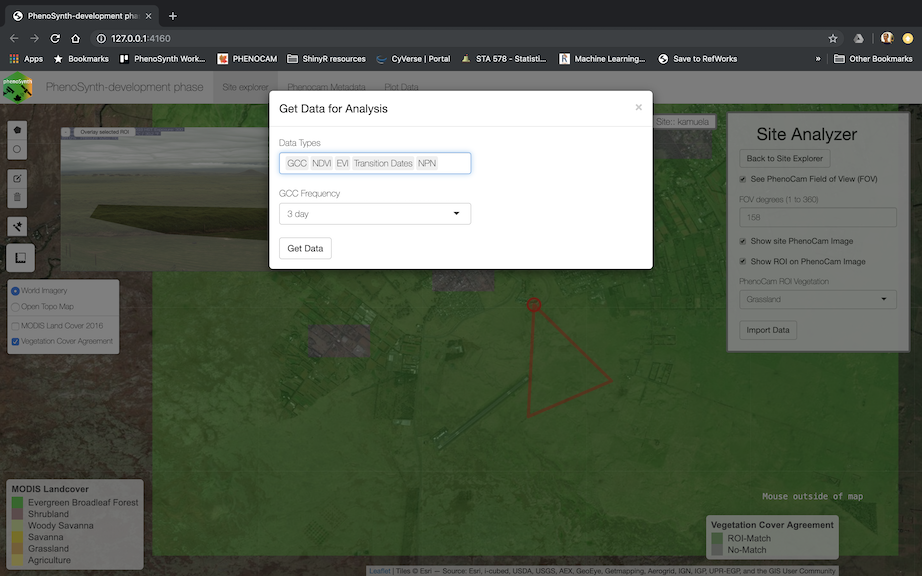 PhenoSynth-development pha
127.0.0.1:4160
Apps
Bookmarks
PhenoSynth Work...
PHENOCAM
ShinyR resources
CyVerse | Portal
STA 578 - Statisti...
Machine Learning...
Save to RefWorks
»
Other Bookmarks
phenoSynth
PhenoSynth-development phase
Site explorer
Phenocam Metadata
Plot Data
Get Data for Analysis
×
Data Types
GCC NDVI EVI Transition Dates NPN
GCC Frequency
3 day
Get Data
Overlay selected ROI
Site:: kamuela
Site Analyzer
Back to Site Explorer
See PhenoCam Field of View (FOV)
FOV degrees (1 to 360)
158
Show site PhenoCam Image
Show ROI on PhenoCam Image
PhenoCam ROI Vegetation
Grassland
Import Data
World Imagery
Open Topo Map
MODIS Land Cover 2016
Vegetation Cover Agreement
MODIS Landcover
Evergreen Broadleaf Forest
Shrubland
Woody Savanna
Savanna
Grassland
Agriculture
Mouse outside of map
Vegetation Cover Agreement
ROI-Match
No-Match
Leaflet | Tiles © Esri — Source: Esri, i-cubed, USDA, USGS, AEX, GeoEye, Getmapping, Aerogrid, IGN, IGP, UPR-EGP, and the GIS User Community